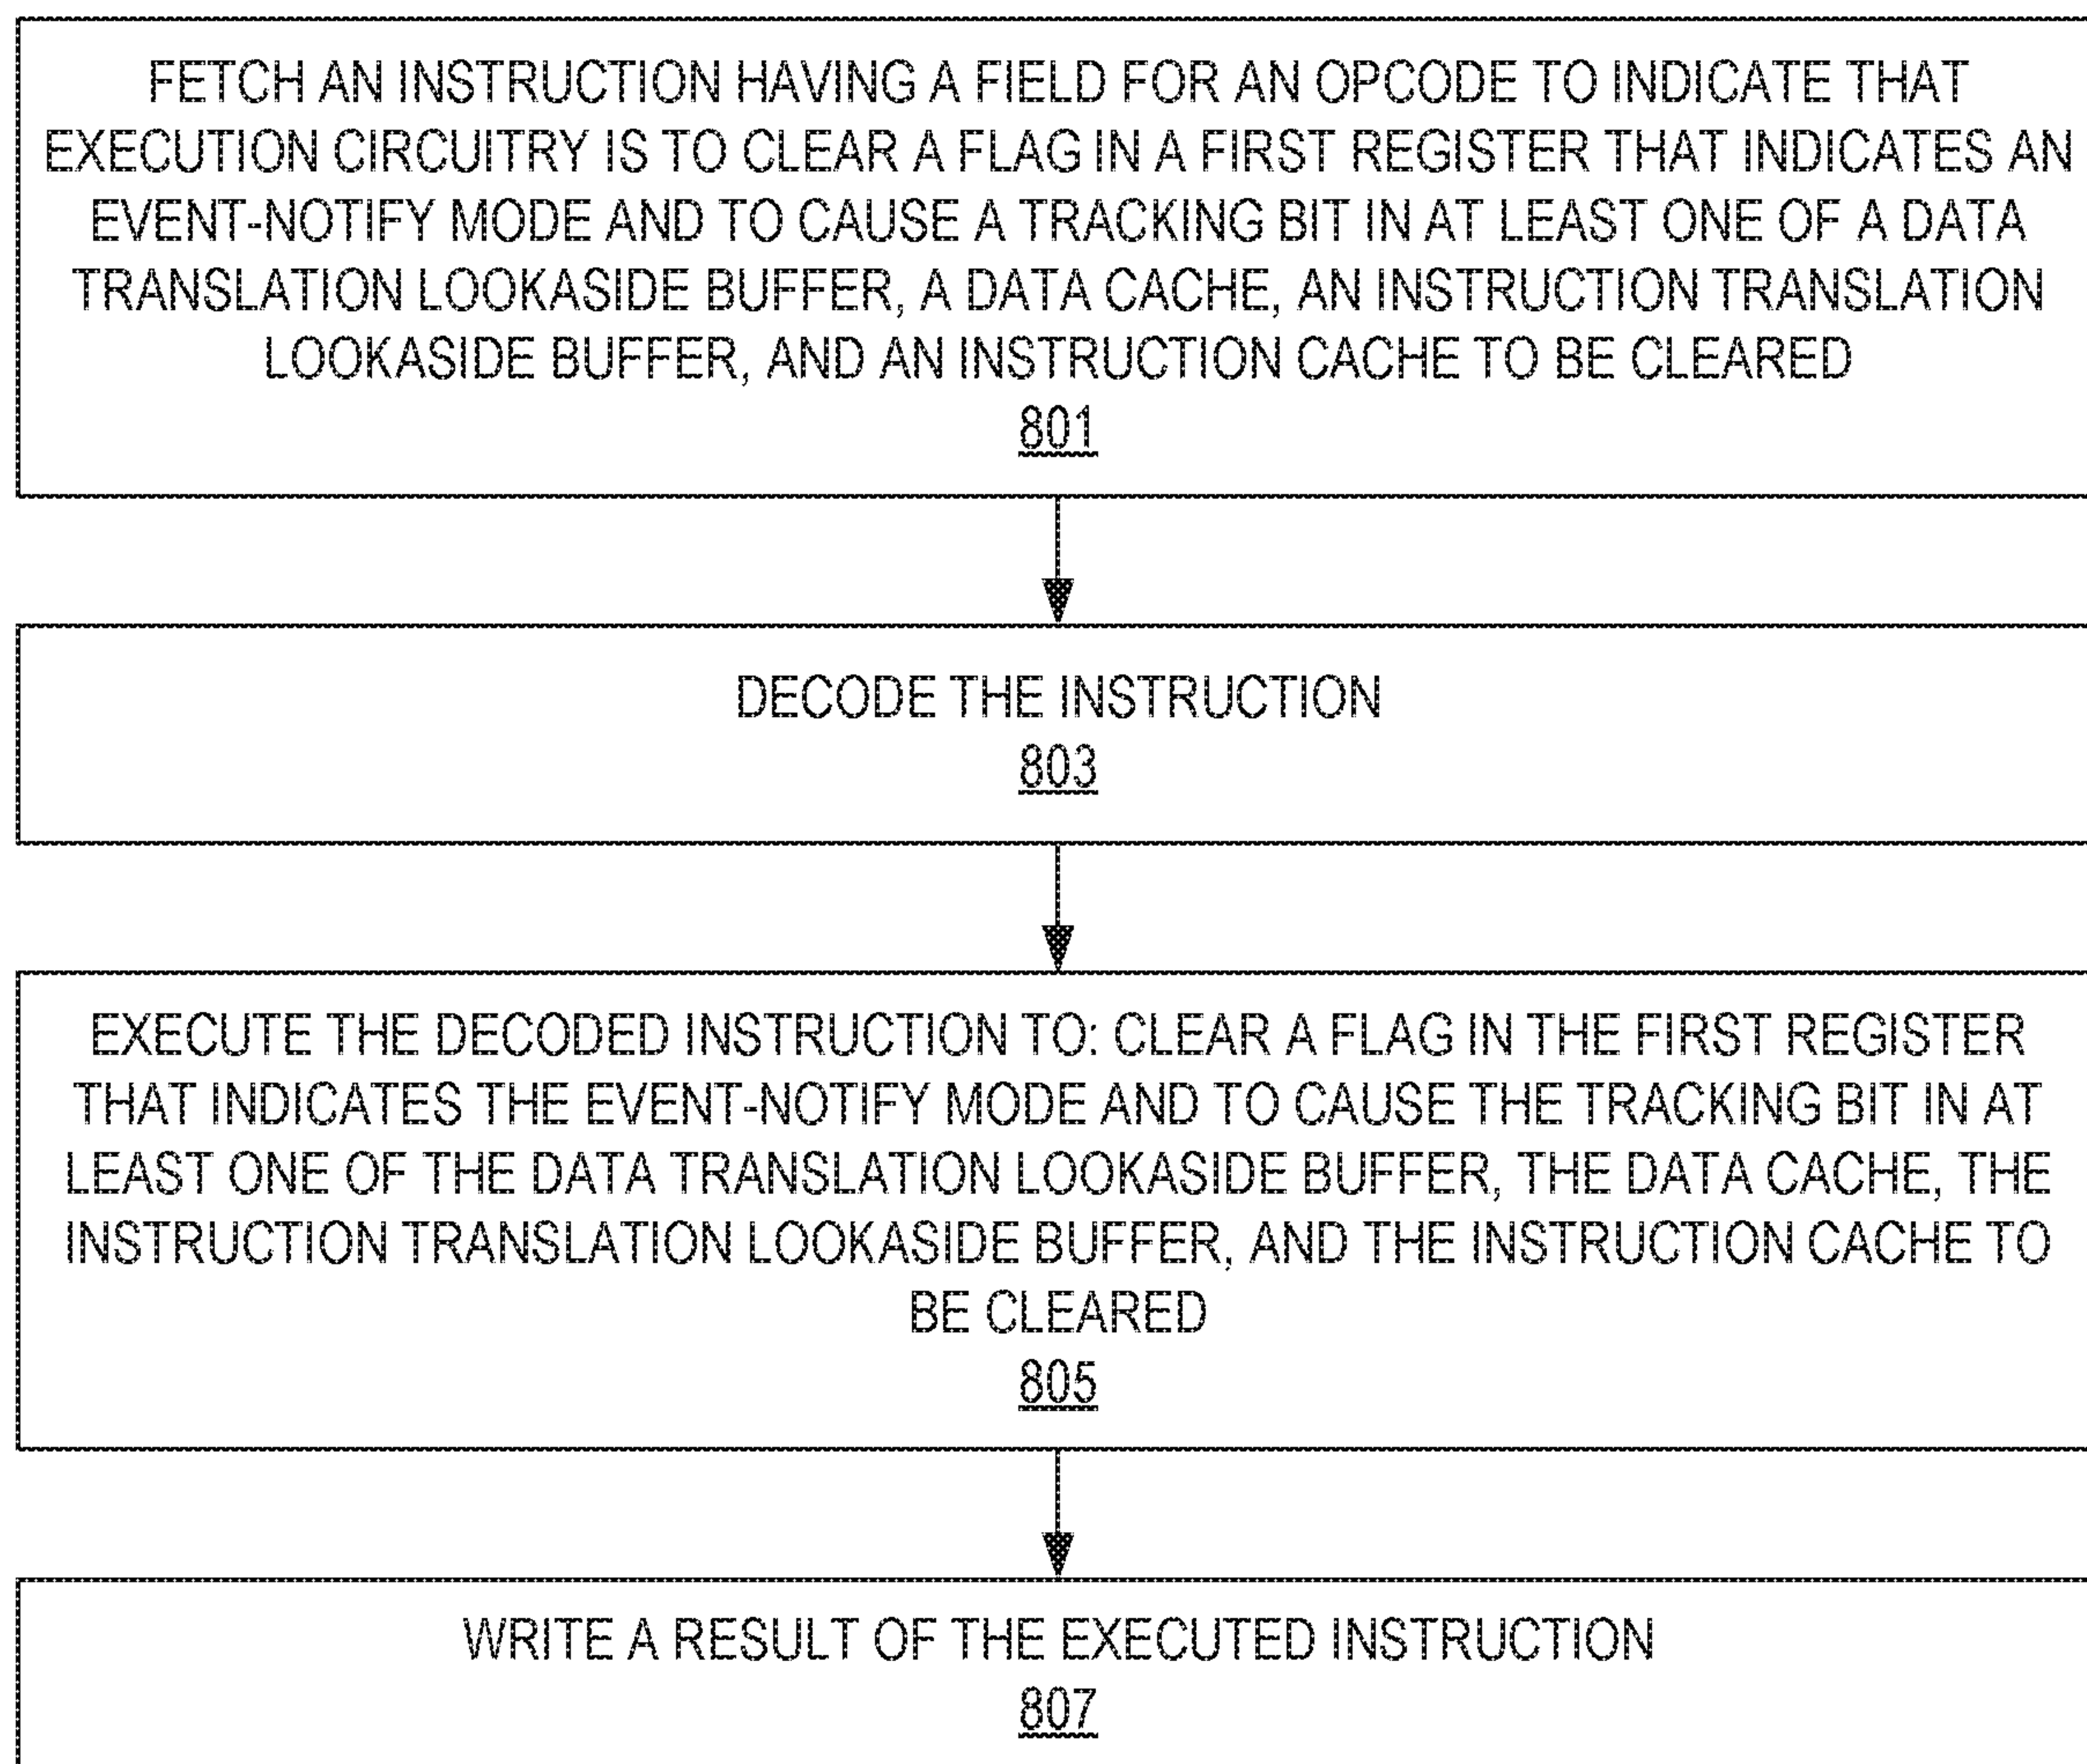 FETCH AN INSTRUCTION HAVING A FIELD FOR AN OPCODE TO INDICATE THAT
EXECUTION CIRCUITRY IS TO CLEAR A FLAG IN A FIRST REGISTER THAT INDICATES AN
EVENT-NOTIFY MODE AND TO CAUSE A TRACKING BIT IN AT LEAST ONE OF A DATA
TRANSLATION LOOKASIDE BUFFER, A DATA CACHE, AN INSTRUCTION TRANSLATION
LOOKASIDE BUFFER, AND AN INSTRUCTION CACHE TO BE CLEARED
801
DECODE THE INSTRUCTION
803
EXECUTE THE DECODED INSTRUCTION TO: CLEAR A FLAG IN THE FIRST REGISTER
THAT INDICATES THE EVENT-NOTIFY MODE AND TO CAUSE THE TRACKING BIT IN AT
LEAST ONE OF THE DATA TRANSLATION LOOKASIDE BUFFER, THE DATA CACHE, THE
INSTRUCTION TRANSLATION LOOKASIDE BUFFER, AND THE INSTRUCTION CACHE TO
BE CLEARED
805
WRITE A RESULT OF THE EXECUTED INSTRUCTION
807